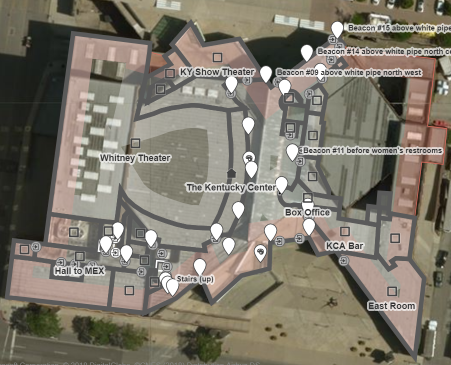 Beacon #15 above white pipe
Beacon #14 above white pipe north c
KY Show Theater
Beacon #09 above white pipe north west
Beacon #11 before women's restrooms
Whitney Theater
The Kentucky Center
Box Office
KCA Bar
Hall to MEX
Stairs (up)
East Room